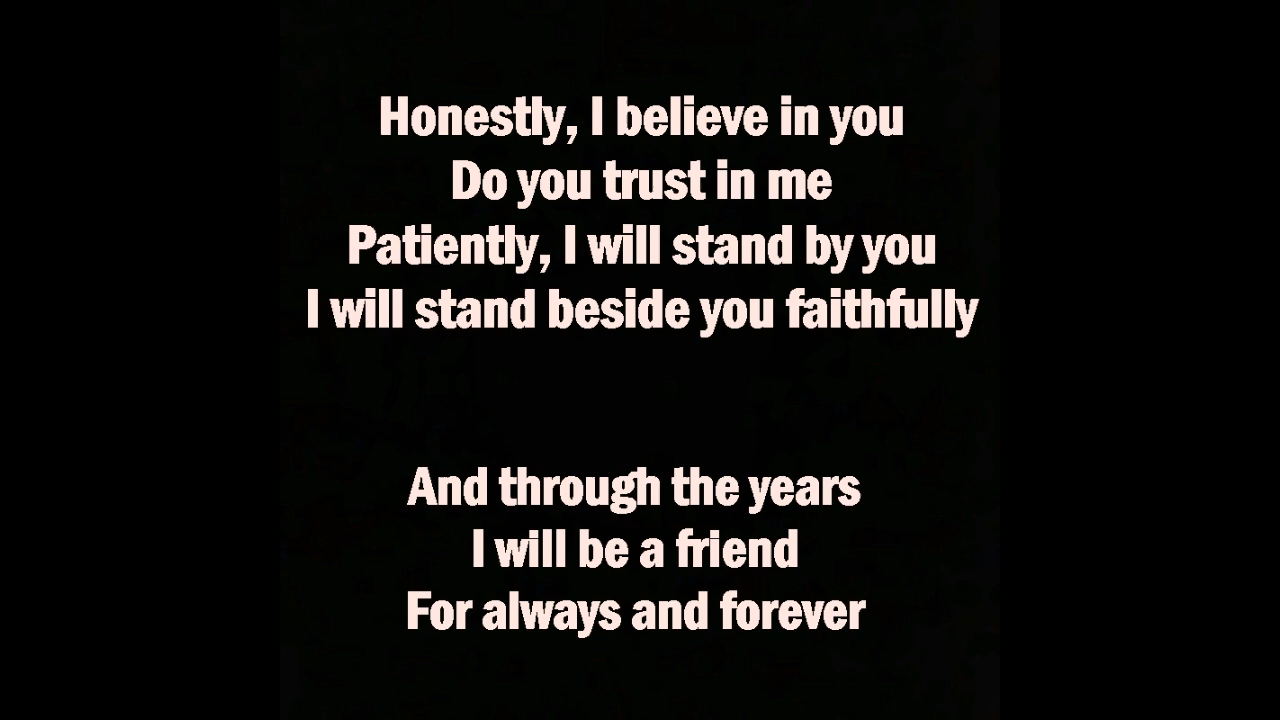 Honestly, I believe in you
Do you trust in me
Patiently, I will stand by you
I will stand beside you faithfully
And through the years
I will be a friend
For always and forever